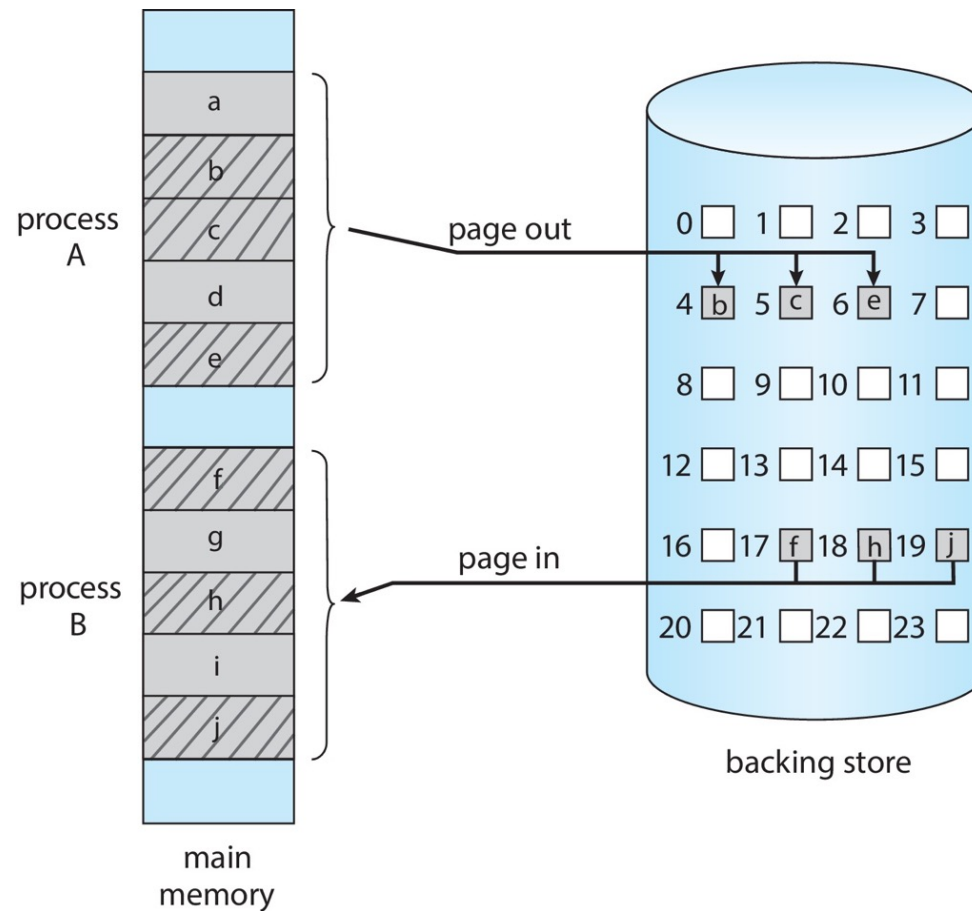 a
b
process
A
c
d
e
f
g
process
B
h
i
j
main
memory
page out
page in
0 1 2 3
4 b 5 c 6 e 7
8 9 10 11
12 13 14 15
16 17 f 18 h 19 j
20 21 22 23
backing store